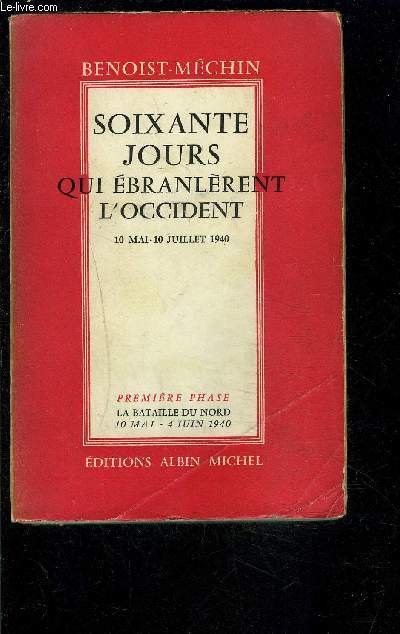 Le-livre.com
BENOIST-MÉCHIN
SOIXANTE
JOURS
QUI ÉBRANLÈRENT
L'OCCIDENT
10 MAI-10 JUILLET 1940
PREMIÈRE PHASE
LA BATAILLE DU NORD
10 MAI - 4 JUIN 1940
ÉDITIONS ALBIN MICHEL